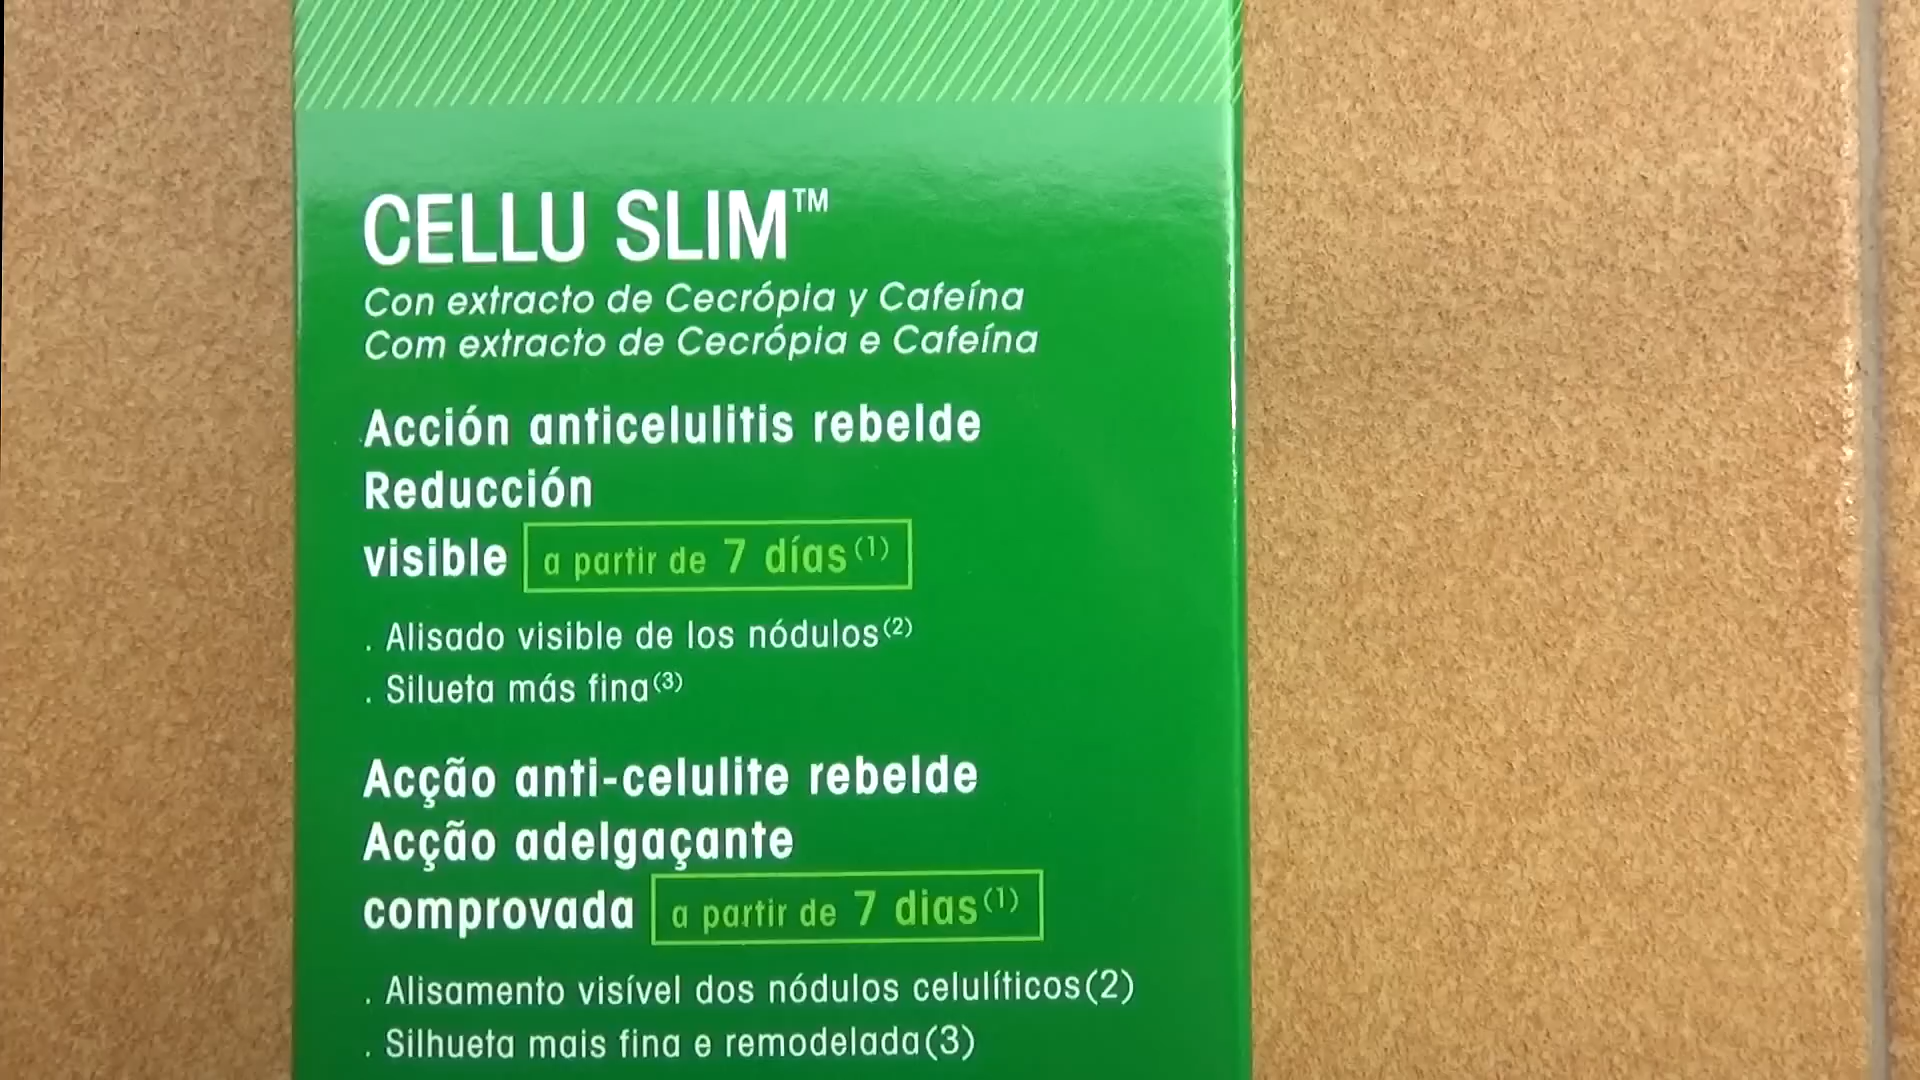 CELLU SLIM™
Con extracto de Cecrópia y Cafeína
Com extracto de Cecrópia e Cafeína
Acción anticelulitis rebelde
Reducción
visible a partir de 7 días(1)
. Alisado visible de los nódulos(2)
. Silueta más fina(3)
Acção anti-celulite rebelde
Acção adelgaçante
comprovada a partir de 7 dias(1)
. Alisamento visível dos nódulos celulíticos(2)
. Silhueta mais fina e remodelada(3)